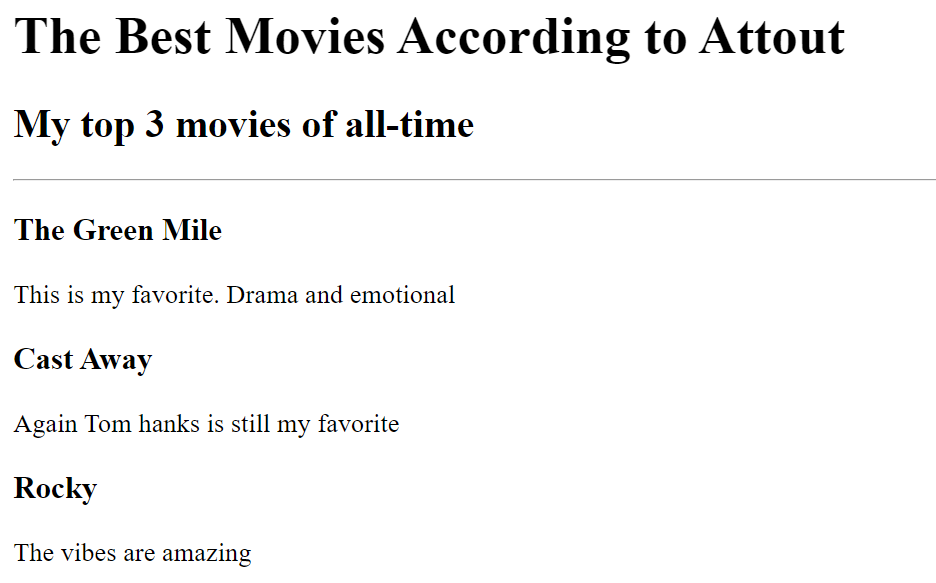 The Best Movies According to Attout
My top 3 movies of all-time
The Green Mile
This is my favorite. Drama and emotional
Cast Away
Again Tom hanks is still my favorite
Rocky
The vibes are amazing